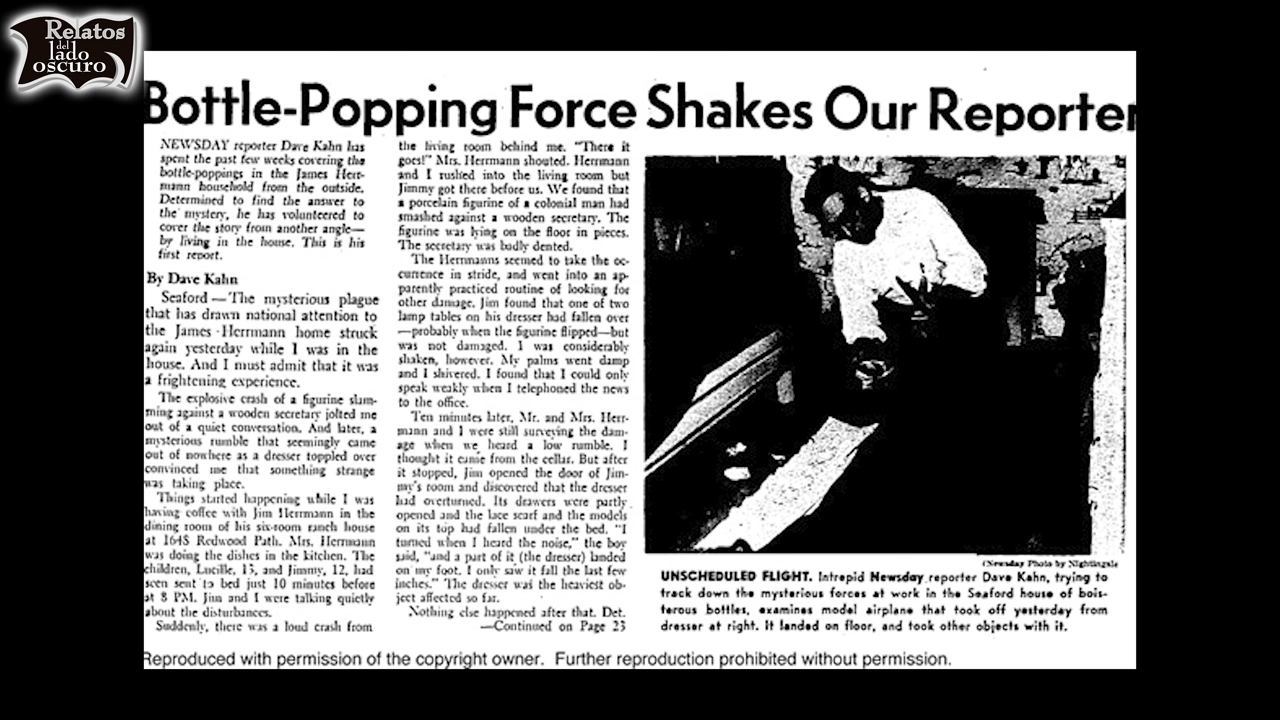 Relatos
del
lado
oscuro
Bottle-Popping Force Shakes Our Reporter
NEWSDAY reporter Dave Kahn has
spent the past few weeks covering the
bottle-poppings in the James Herr-
mann household from the outside.
Determined to find the answer to
the mystery, he has volunteered to
cover the story from another angle—
by living in the house. This is his
first report.
By Dave Kahn
Seaford—The mysterious plague
that has drawn national attention to
the James Herrmann home struck
again yesterday while I was in the
house. And I must admit that it was
a frightening experience.
The explosive crash of a figurine slam-
ming against a wooden secretary jolted me
out of a quiet conversation. And later, a
mysterious rumble that seemingly came
out of nowhere as a dresser toppled over
convinced me that something strange
was taking place.
Things started happening while I was
having coffee with Jim Herrmann in the
dining room of his six-room ranch house
at 1648 Redwood Path. Mrs. Herrmann
was doing the dishes in the kitchen. The
children, Lucille, 13, and Jimmy, 12, had
been sent to bed just 10 minutes before
at 8 PM. Jim and I were talking quietly
about the disturbances.
Suddenly, there was a loud crash from
the living room behind me. "There it
goes!" Mrs. Herrmann shouted. Herrmann
and I rushed into the living room but
Jimmy got there before us. We found that
a porcelain figurine of a colonial man had
smashed against a wooden secretary. The
figurine was lying on the floor in pieces.
The secretary was badly dented.
The Herrmanns seemed to take the oc-
currence in stride, and went into an ap-
parently practiced routine of looking for
other damage. Jim found that one of two
lamp tables on his dresser had fallen over
—probably when the figurine flipped—but
was not damaged. I was considerably
shaken, however. My palms went damp
and I shivered. I found that I could only
speak weakly when I telephoned the news
to the office.
Ten minutes later, Mr. and Mrs. Herr-
mann and I were still surveying the dam-
age when we heard a low rumble. I
thought it came from the cellar. But after
it stopped, Jim opened the door of Jim-
my's room and discovered that the dresser
had overturned. Its drawers were partly
opened and the lace scarf and the models
on its top had fallen under the bed. "I
turned when I heard the noise," the boy
said, "and a part of it (the dresser) landed
on my foot. I only saw it fall the last few
inches." The dresser was the heaviest ob-
ject affected so far.
Nothing else happened after that. Det.
—Continued on Page 23
(Newsday Photo by Nightingale
UNSCHEDULED FLIGHT. Intrepid Newsday reporter Dave Kahn, trying to
track down the mysterious forces at work in the Seaford house of bois-
terous bottles, examines model airplane that took off yesterday from
dresser at right. It landed on floor, and took other objects with it.
Reproduced with permission of the copyright owner. Further reproduction prohibited without permission.